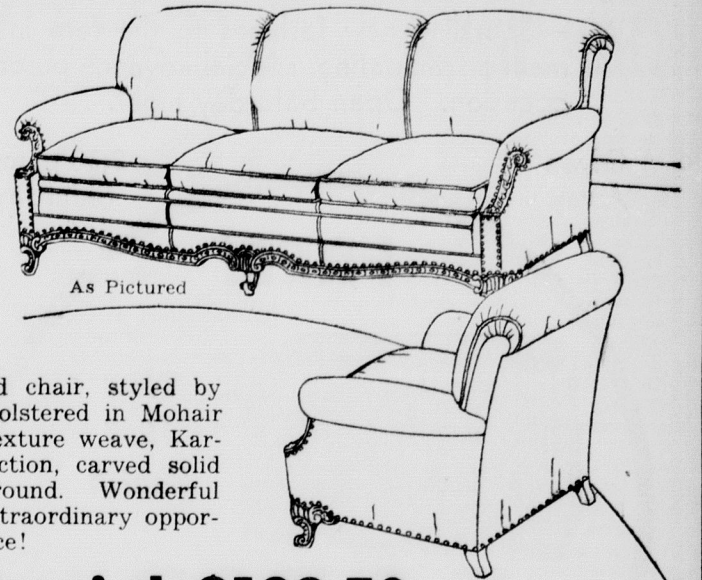 As Pictured
d chair, styled by
olstered in Mohair
exture weave, Kar-
ction, carved solid
round. Wonderful
traordinary oppor-
ce!